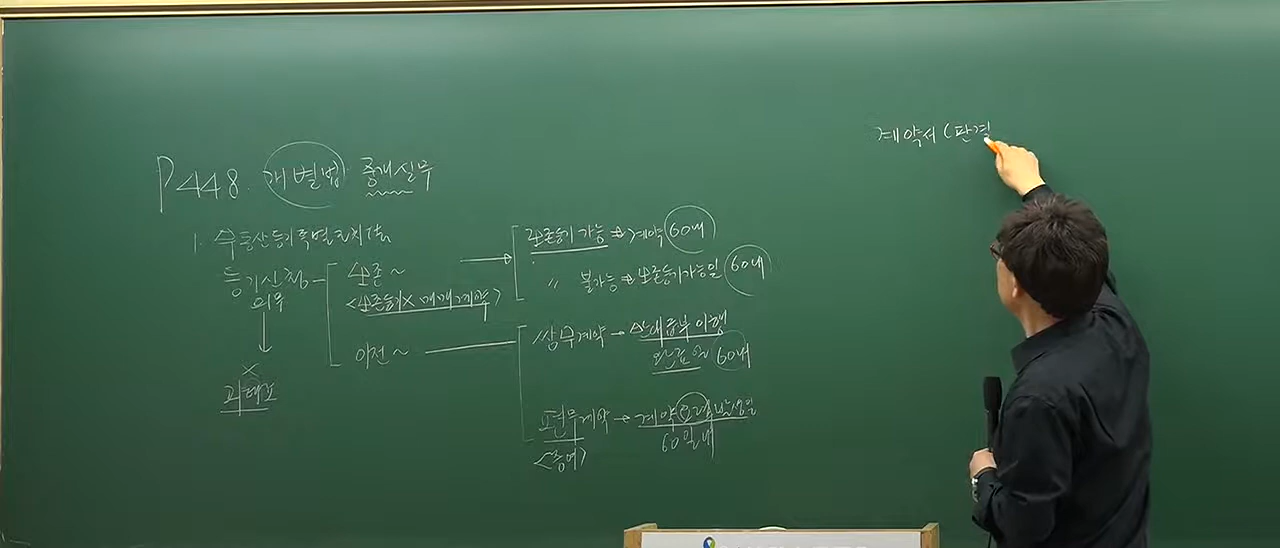 P448. 개별법 중개실무
1. 부동산등기특별조치법
등기신청
의무
X
과태료
보존~
<보존등기X 매매계약>
이전~
보존등기 가능 → 계약 60내
〃 불가능 → 보존등기가능일 60내
쌍무계약 → 반대급부 이행
완료일 60내
편무계약 → 계약효력발생일
60일내
<증여>
계약서(판결